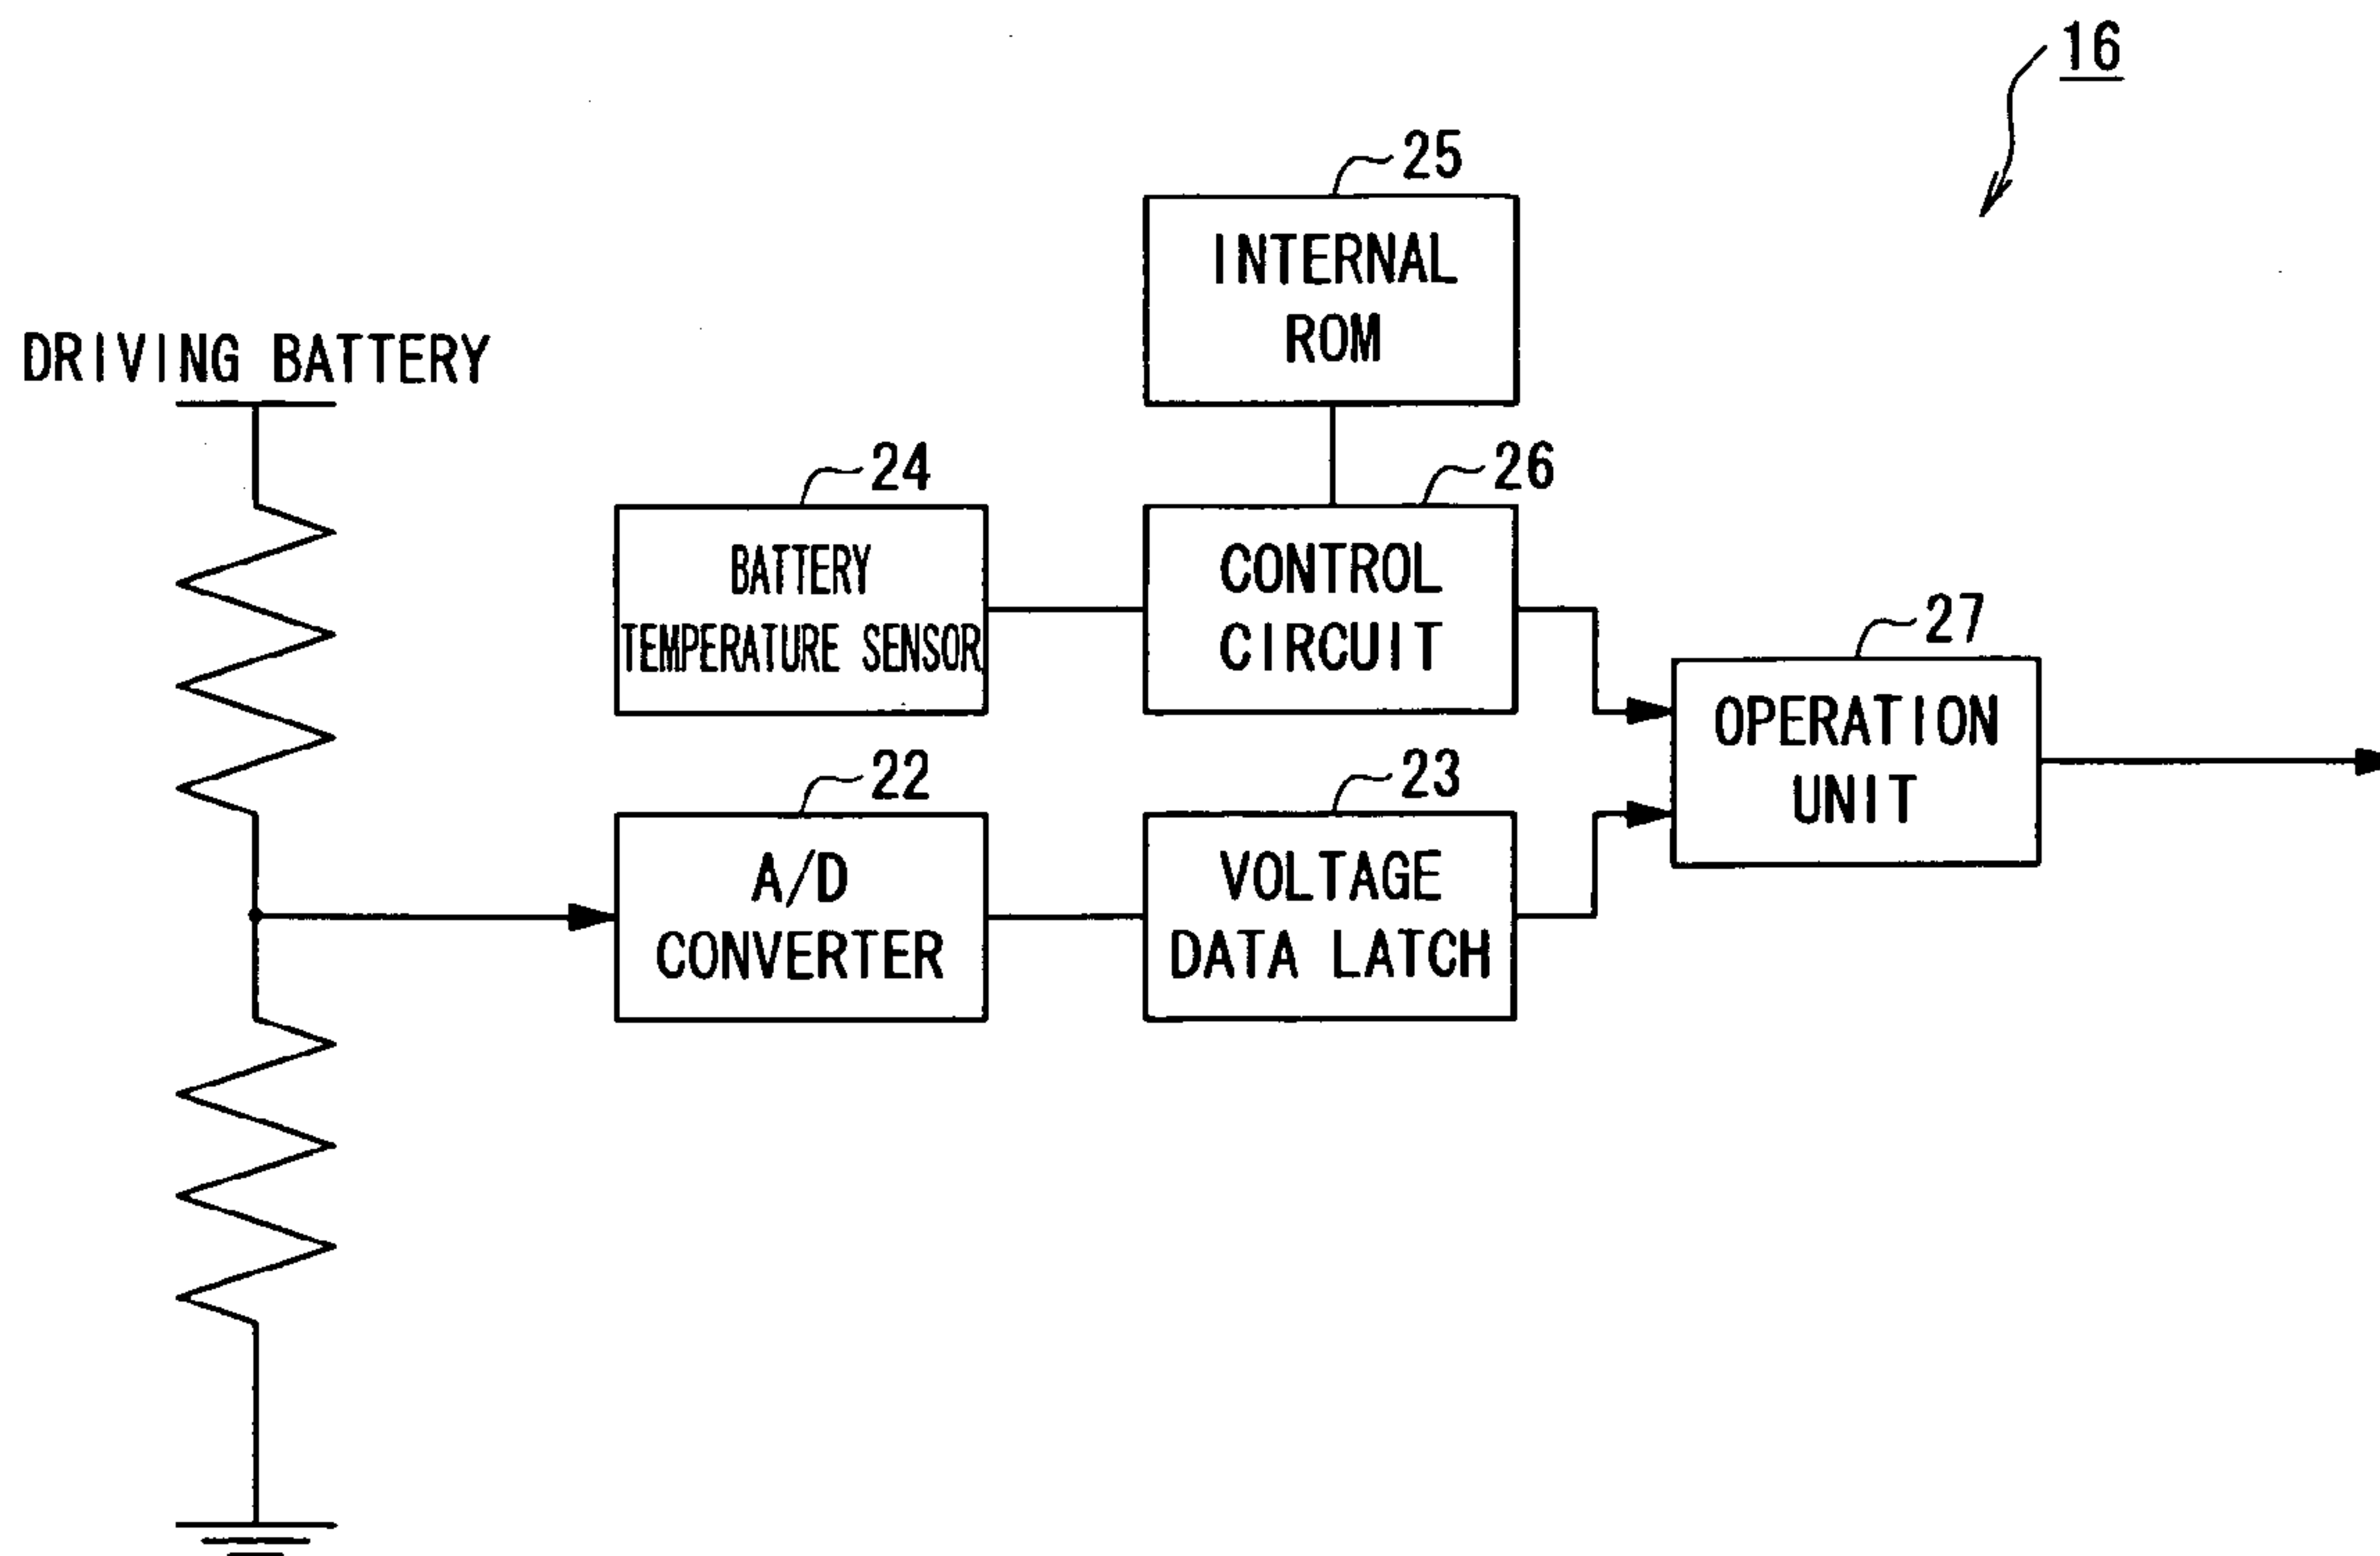 16
25
INTERNAL
ROM
DRIVING BATTERY
24
26
BATTERY
TEMPERATURE SENSOR
CONTROL
CIRCUIT
27
OPERATION
UNIT
22
23
A/D
CONVERTER
VOLTAGE
DATA LATCH